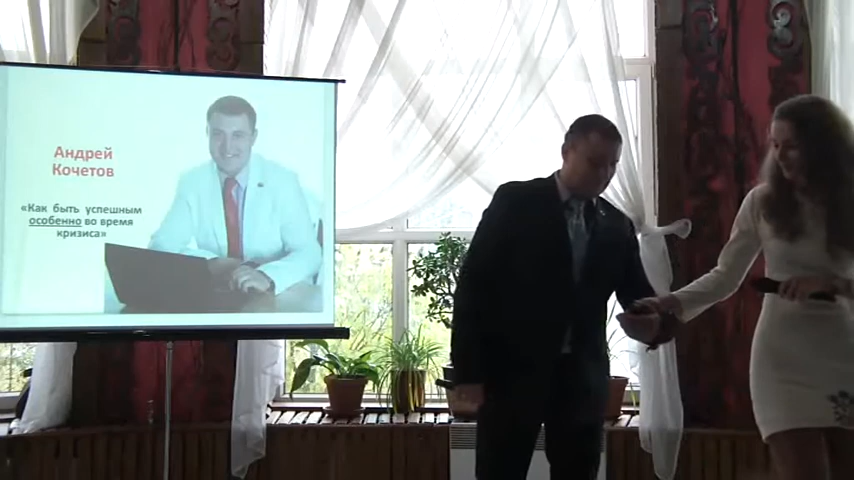 Андрей
Кочетов
«Как быть успешным
особенно во время
кризиса»